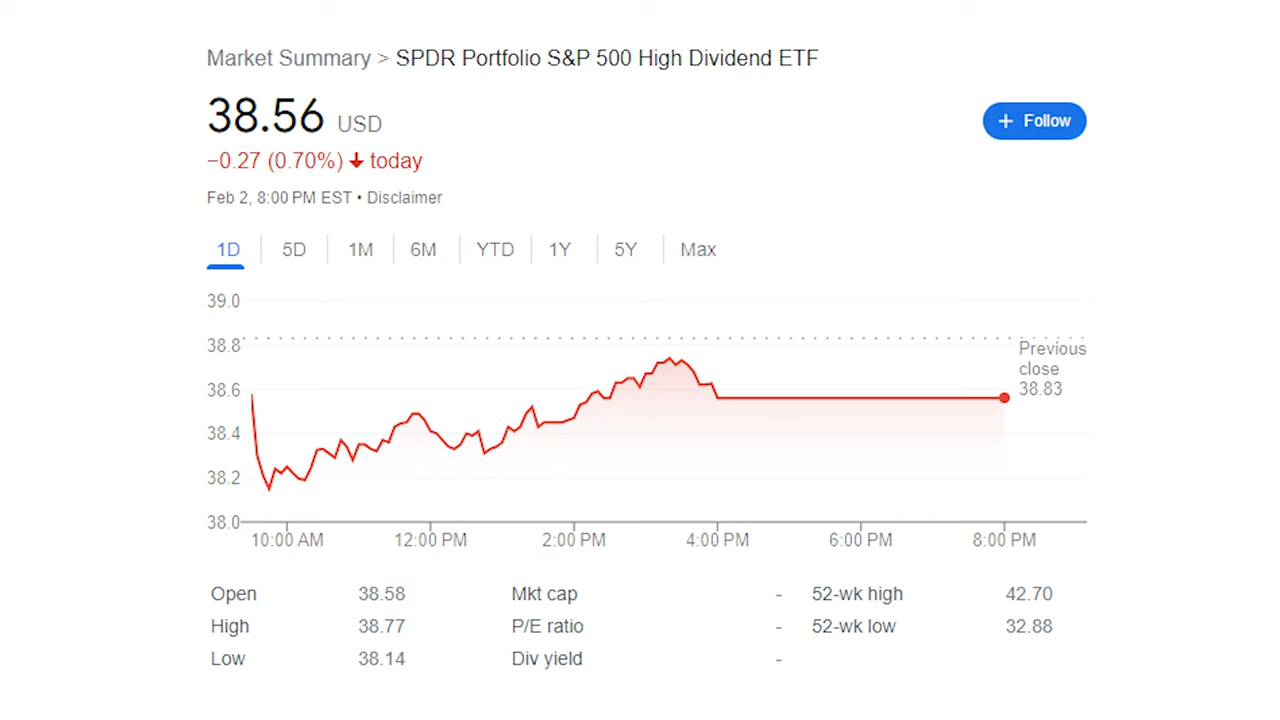 Market Summary > SPDR Portfolio S&P 500 High Dividend ETF
38.56 USD
+ Follow
−0.27 (0.70%) ↓ today
Feb 2, 8:00 PM EST • Disclaimer
1D 5D 1M 6M YTD 1Y 5Y Max
39.0
38.8
38.6
38.4
38.2
38.0
Previous
close
38.83
10:00 AM 12:00 PM 2:00 PM 4:00 PM 6:00 PM 8:00 PM
Open 38.58 Mkt cap - 52-wk high 42.70
High 38.77 P/E ratio - 52-wk low 32.88
Low 38.14 Div yield -